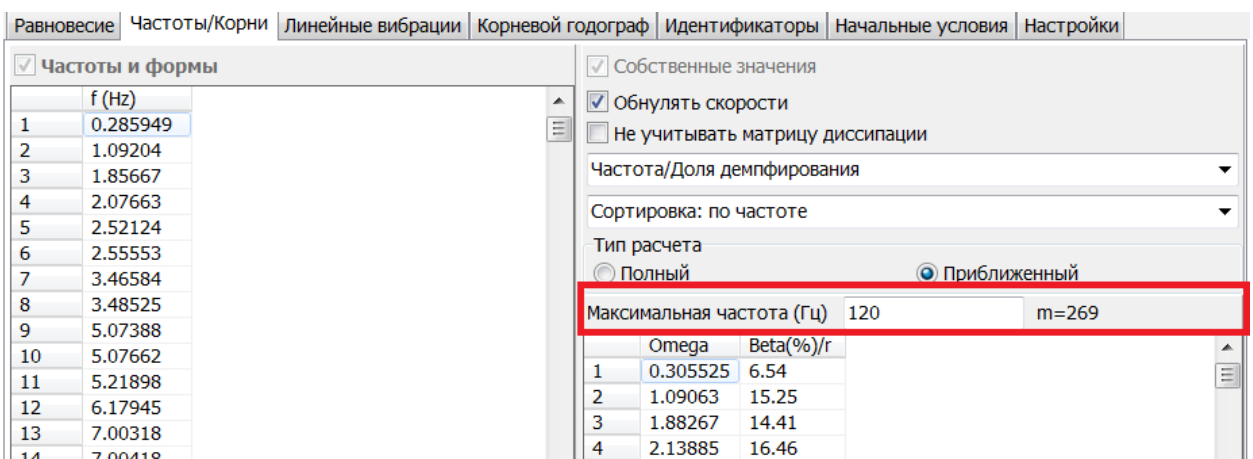 Равновесие Частоты/Корни Линейные вибрации Корневой годограф Идентификаторы Начальные условия Настройки
Частоты и формы
f (Hz)
1 0.285949
2 1.09204
3 1.85667
4 2.07663
5 2.52124
6 2.55553
7 3.46584
8 3.48525
9 5.07388
10 5.07662
11 5.21898
12 6.17945
13 7.00318
14 7.00418
Собственные значения
Обнулять скорости
Не учитывать матрицу диссипации
Частота/Доля демпфирования
Сортировка: по частоте
Тип расчета
Полный Приближенный
Максимальная частота (Гц) 120 m=269
Omega Beta(%)/r
1 0.305525 6.54
2 1.09063 15.25
3 1.88267 14.41
4 2.13885 16.46